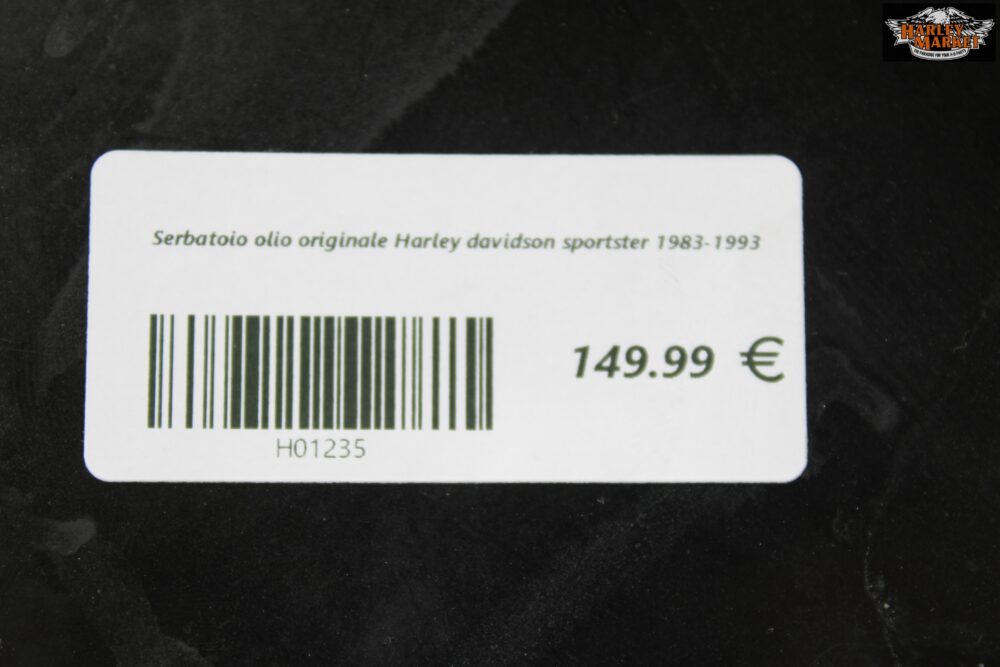 HARLEY
MARKET
Serbatoio olio originale Harley davidson sportster 1983-1993
149.99 €
H01235